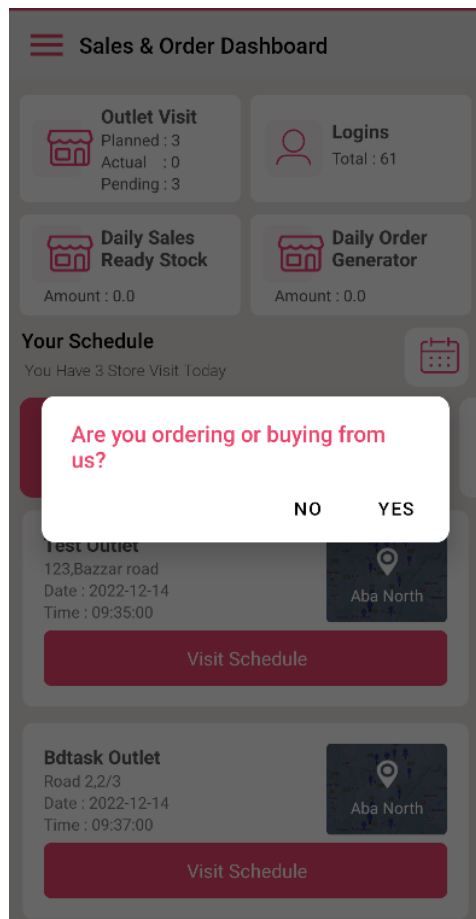 Sales & Order Dashboard
Outlet Visit
Planned : 3
Actual : 0
Pending : 3
Logins
Total : 61
Daily Sales
Ready Stock
Amount : 0.0
Daily Order
Generator
Amount : 0.0
Your Schedule
You Have 3 Store Visit Today
Are you ordering or buying from
us?
NO YES
Test Outlet
123,Bazzar road
Date : 2022-12-14
Time : 09:35:00
Aba North
Visit Schedule
Bdtask Outlet
Road 2,2/3
Date : 2022-12-14
Time : 09:37:00
Aba North
Visit Schedule